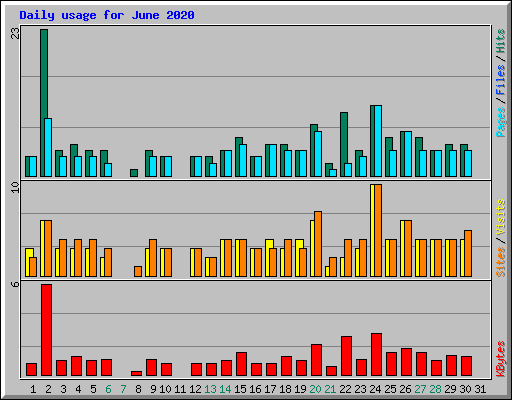 Daily usage for June 2020
23
Pages / Files / Hits
10
Sites / Visits
6
KBytes
1 2 3 4 5 6 7 8 9 10 11 12 13 14 15 16 17 18 19 20 21 22 23 24 25 26 27 28 29 30 31